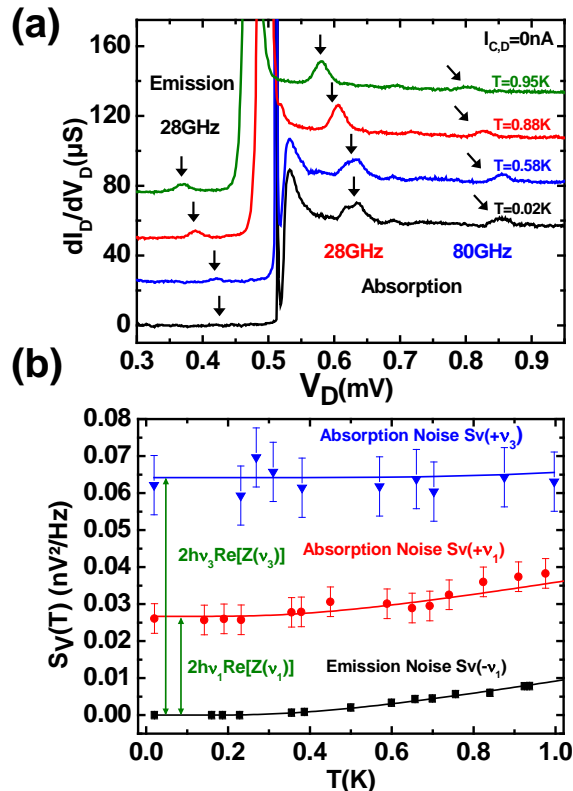 (a)
160
120
80
40
0
dI_D/dV_D(µS)
I_C,D=0nA
Emission
28GHz
T=0.95K
T=0.88K
T=0.58K
T=0.02K
28GHz
80GHz
Absorption
0.3 0.4 0.5 0.6 0.7 0.8 0.9
V_D(mV)
(b)
0.08
0.07
0.06
0.05
0.04
0.03
0.02
0.01
0.00
S_V(T) (nV²/Hz)
Absorption Noise Sv(+ν₃)
2hν₃Re[Z(ν₃)]
Absorption Noise Sv(+ν₁)
2hν₁Re[Z(ν₁)]
Emission Noise Sv(-ν₁)
0.0 0.2 0.4 0.6 0.8 1.0
T(K)